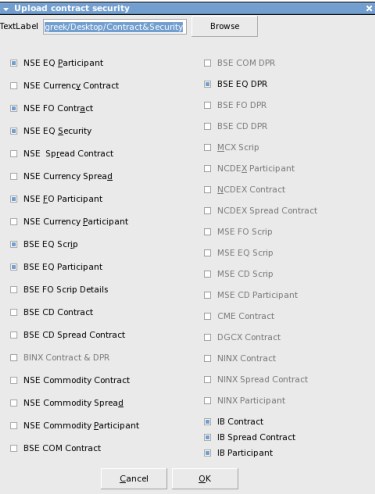 Upload contract security
TextLabel greek/Desktop/Contract&Security Browse
NSE EQ Participant
NSE Currency Contract
NSE FO Contract
NSE EQ Security
NSE Spread Contract
NSE Currency Spread
NSE FO Participant
NSE Currency Participant
BSE EQ Scrip
BSE EQ Participant
BSE FO Scrip Details
BSE CD Contract
BSE CD Spread Contract
BINX Contract & DPR
NSE Commodity Contract
NSE Commodity Spread
NSE Commodity Participant
BSE COM Contract
BSE COM DPR
BSE EQ DPR
BSE FO DPR
BSE CD DPR
MCX Scrip
NCDEX Participant
NCDEX Contract
NCDEX Spread Contract
MSE FO Scrip
MSE EQ Scrip
MSE CD Scrip
MSE CD Participant
CME Contract
DGCX Contract
NINX Contract
NINX Spread Contract
NINX Participant
IB Contract
IB Spread Contract
IB Participant
Cancel OK